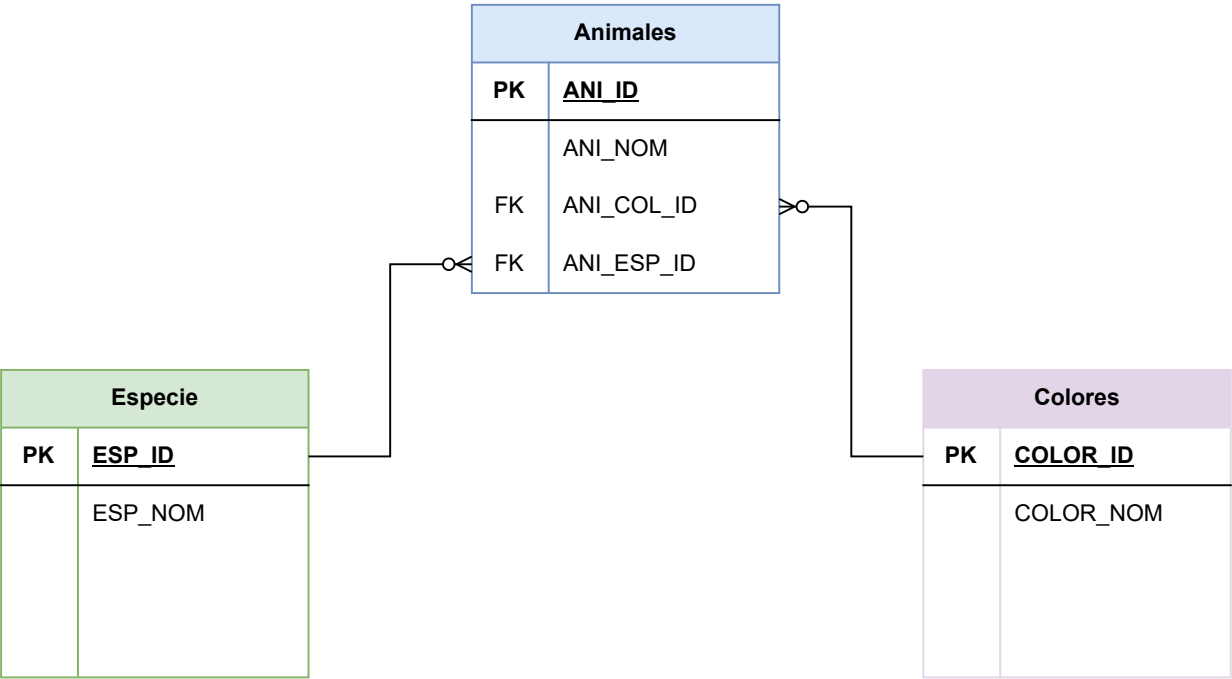 Animales
PK ANI_ID
ANI_NOM
FK ANI_COL_ID
FK ANI_ESP_ID
Especie
PK ESP_ID
ESP_NOM
Colores
PK COLOR_ID
COLOR_NOM